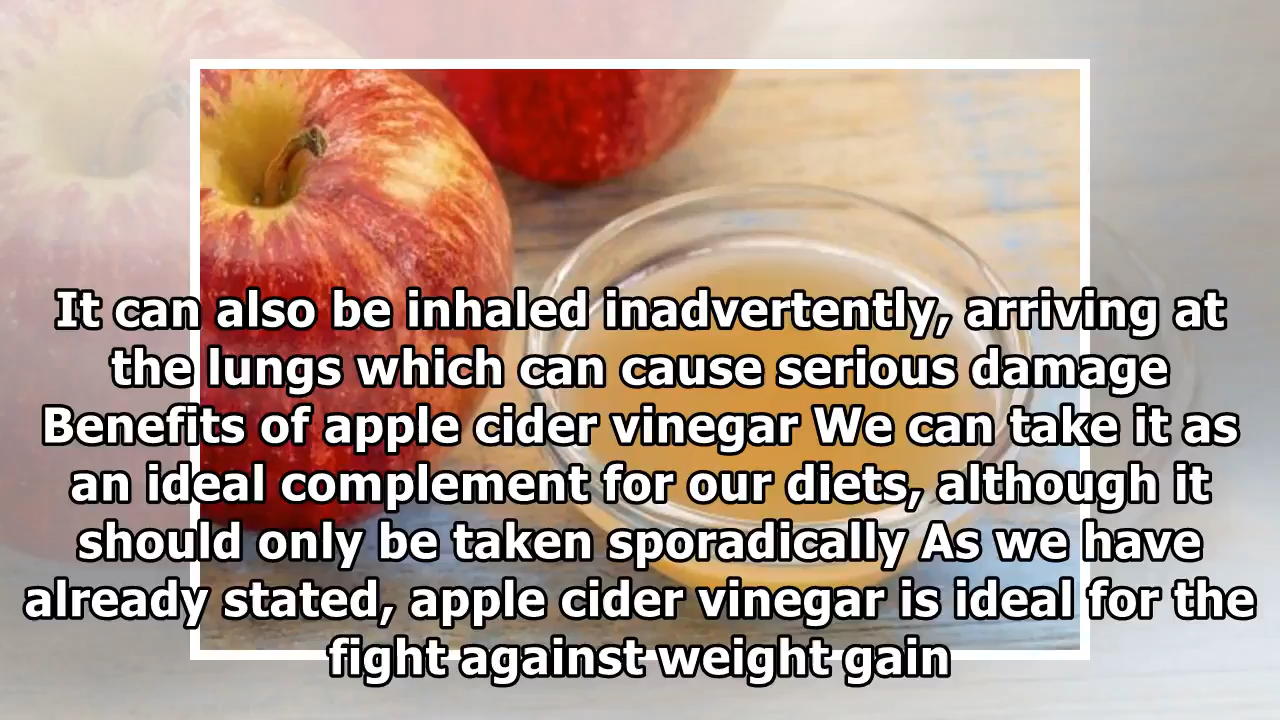 It can also be inhaled inadvertently, arriving at
the lungs which can cause serious damage
Benefits of apple cider vinegar We can take it as
an ideal complement for our diets, although it
should only be taken sporadically As we have
already stated, apple cider vinegar is ideal for the
fight against weight gain